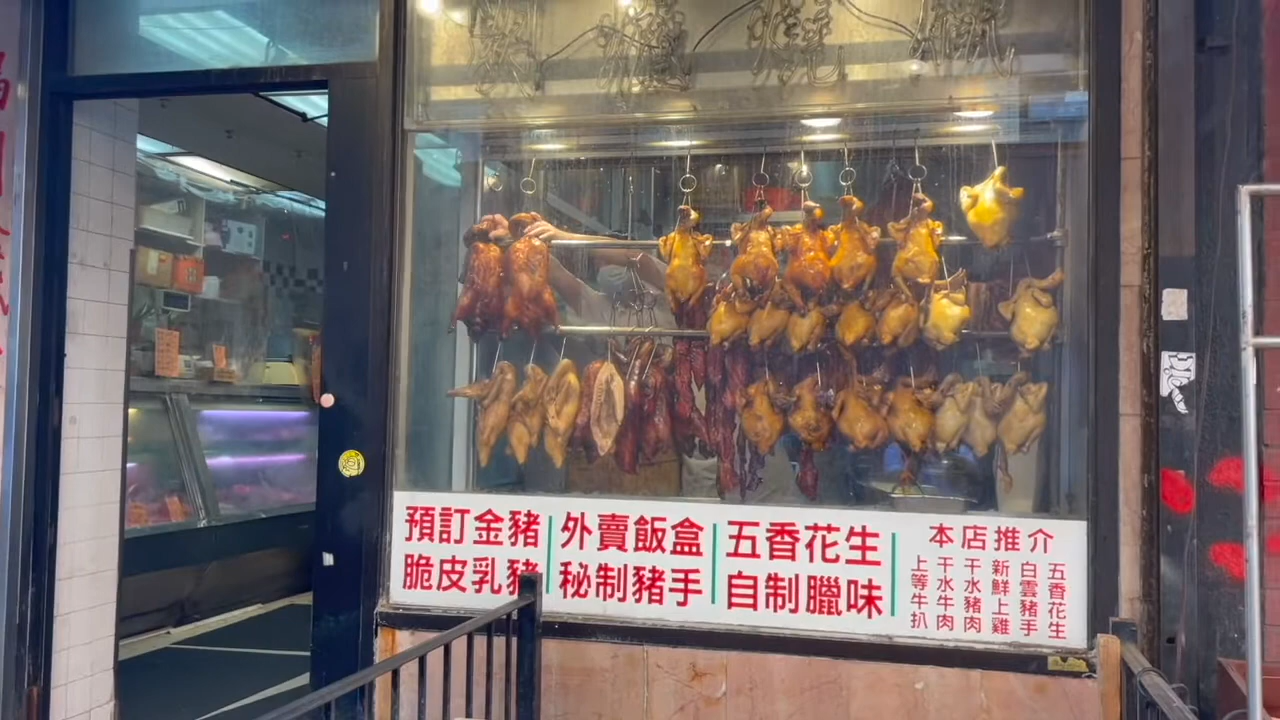 預訂金豬
脆皮乳豬
外賣飯盒
秘制豬手
五香花生
自制臘味
本店推介
五香花生
白雲豬手
新鮮上雞
干水豬肉
干水牛肉
上等牛扒